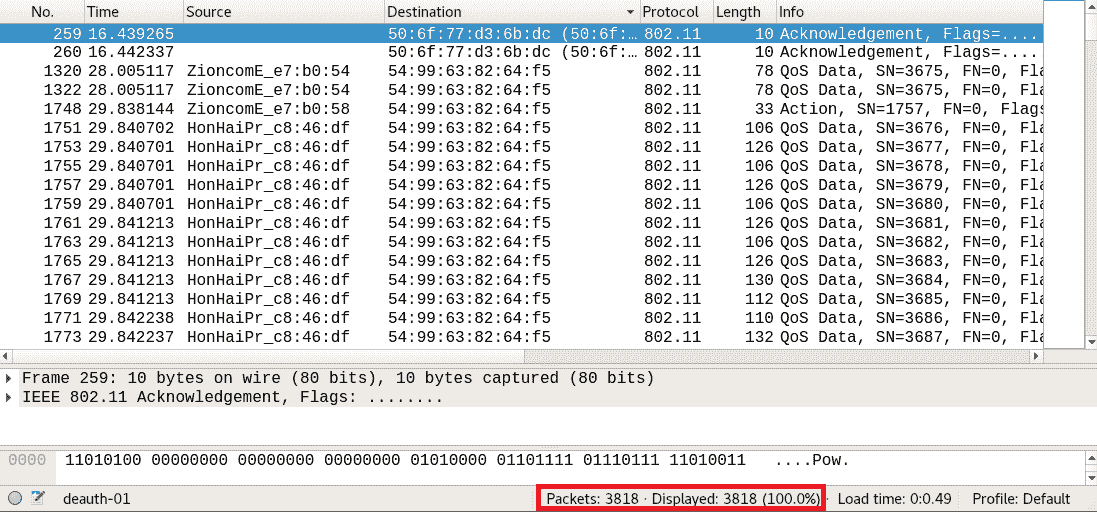 No. Time Source Destination Protocol Length Info
259 16.439265 50:6f:77:d3:6b:dc (50:6f:… 802.11 10 Acknowledgement, Flags=....
260 16.442337 50:6f:77:d3:6b:dc (50:6f:… 802.11 10 Acknowledgement, Flags=....
1320 28.005117 ZioncomE_e7:b0:54 54:99:63:82:64:f5 802.11 78 QoS Data, SN=3675, FN=0, Fla
1322 28.005117 ZioncomE_e7:b0:54 54:99:63:82:64:f5 802.11 78 QoS Data, SN=3675, FN=0, Fla
1748 29.838144 ZioncomE_e7:b0:58 54:99:63:82:64:f5 802.11 33 Action, SN=1757, FN=0, Flags
1751 29.840702 HonHaiPr_c8:46:df 54:99:63:82:64:f5 802.11 106 QoS Data, SN=3676, FN=0, Fla
1753 29.840701 HonHaiPr_c8:46:df 54:99:63:82:64:f5 802.11 126 QoS Data, SN=3677, FN=0, Fla
1755 29.840701 HonHaiPr_c8:46:df 54:99:63:82:64:f5 802.11 106 QoS Data, SN=3678, FN=0, Fla
1757 29.840701 HonHaiPr_c8:46:df 54:99:63:82:64:f5 802.11 126 QoS Data, SN=3679, FN=0, Fla
1759 29.840701 HonHaiPr_c8:46:df 54:99:63:82:64:f5 802.11 106 QoS Data, SN=3680, FN=0, Fla
1761 29.841213 HonHaiPr_c8:46:df 54:99:63:82:64:f5 802.11 126 QoS Data, SN=3681, FN=0, Fla
1763 29.841213 HonHaiPr_c8:46:df 54:99:63:82:64:f5 802.11 106 QoS Data, SN=3682, FN=0, Fla
1765 29.841213 HonHaiPr_c8:46:df 54:99:63:82:64:f5 802.11 126 QoS Data, SN=3683, FN=0, Fla
1767 29.841213 HonHaiPr_c8:46:df 54:99:63:82:64:f5 802.11 130 QoS Data, SN=3684, FN=0, Fla
1769 29.841213 HonHaiPr_c8:46:df 54:99:63:82:64:f5 802.11 112 QoS Data, SN=3685, FN=0, Fla
1771 29.842238 HonHaiPr_c8:46:df 54:99:63:82:64:f5 802.11 110 QoS Data, SN=3686, FN=0, Fla
1773 29.842237 HonHaiPr_c8:46:df 54:99:63:82:64:f5 802.11 132 QoS Data, SN=3687, FN=0, Fla
Frame 259: 10 bytes on wire (80 bits), 10 bytes captured (80 bits)
IEEE 802.11 Acknowledgement, Flags: ........
0000 11010100 00000000 00000000 00000000 01010000 01101111 01110111 11010011 ....Pow.
deauth-01 Packets: 3818 · Displayed: 3818 (100.0%) · Load time: 0:0.49 Profile: Default